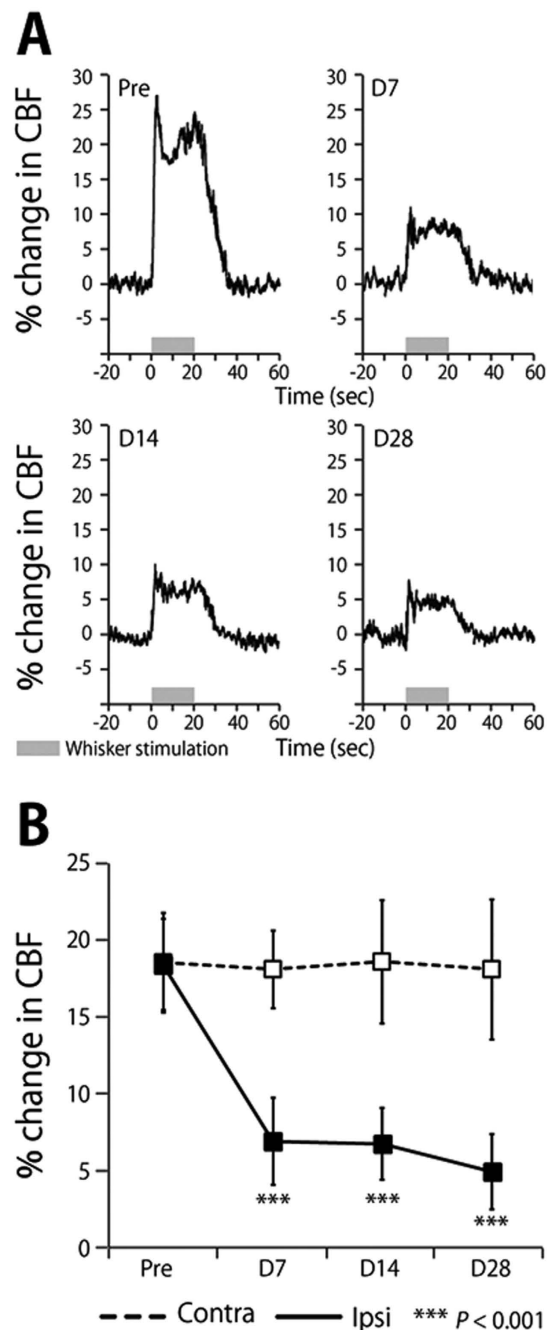 A
% change in CBF
30
25
20
15
10
5
0
-5
Pre
-20 0 20 40 60
30
25
20
15
10
5
0
-5
D7
-20 0 20 40 60
Time (sec)
% change in CBF
30
25
20
15
10
5
0
-5
D14
-20 0 20 40 60
30
25
20
15
10
5
0
-5
D28
-20 0 20 40 60
Whisker stimulation
Time (sec)
B
% change in CBF
25
20
15
10
5
0
***
***
***
Pre D7 D14 D28
Contra Ipsi *** P < 0.001